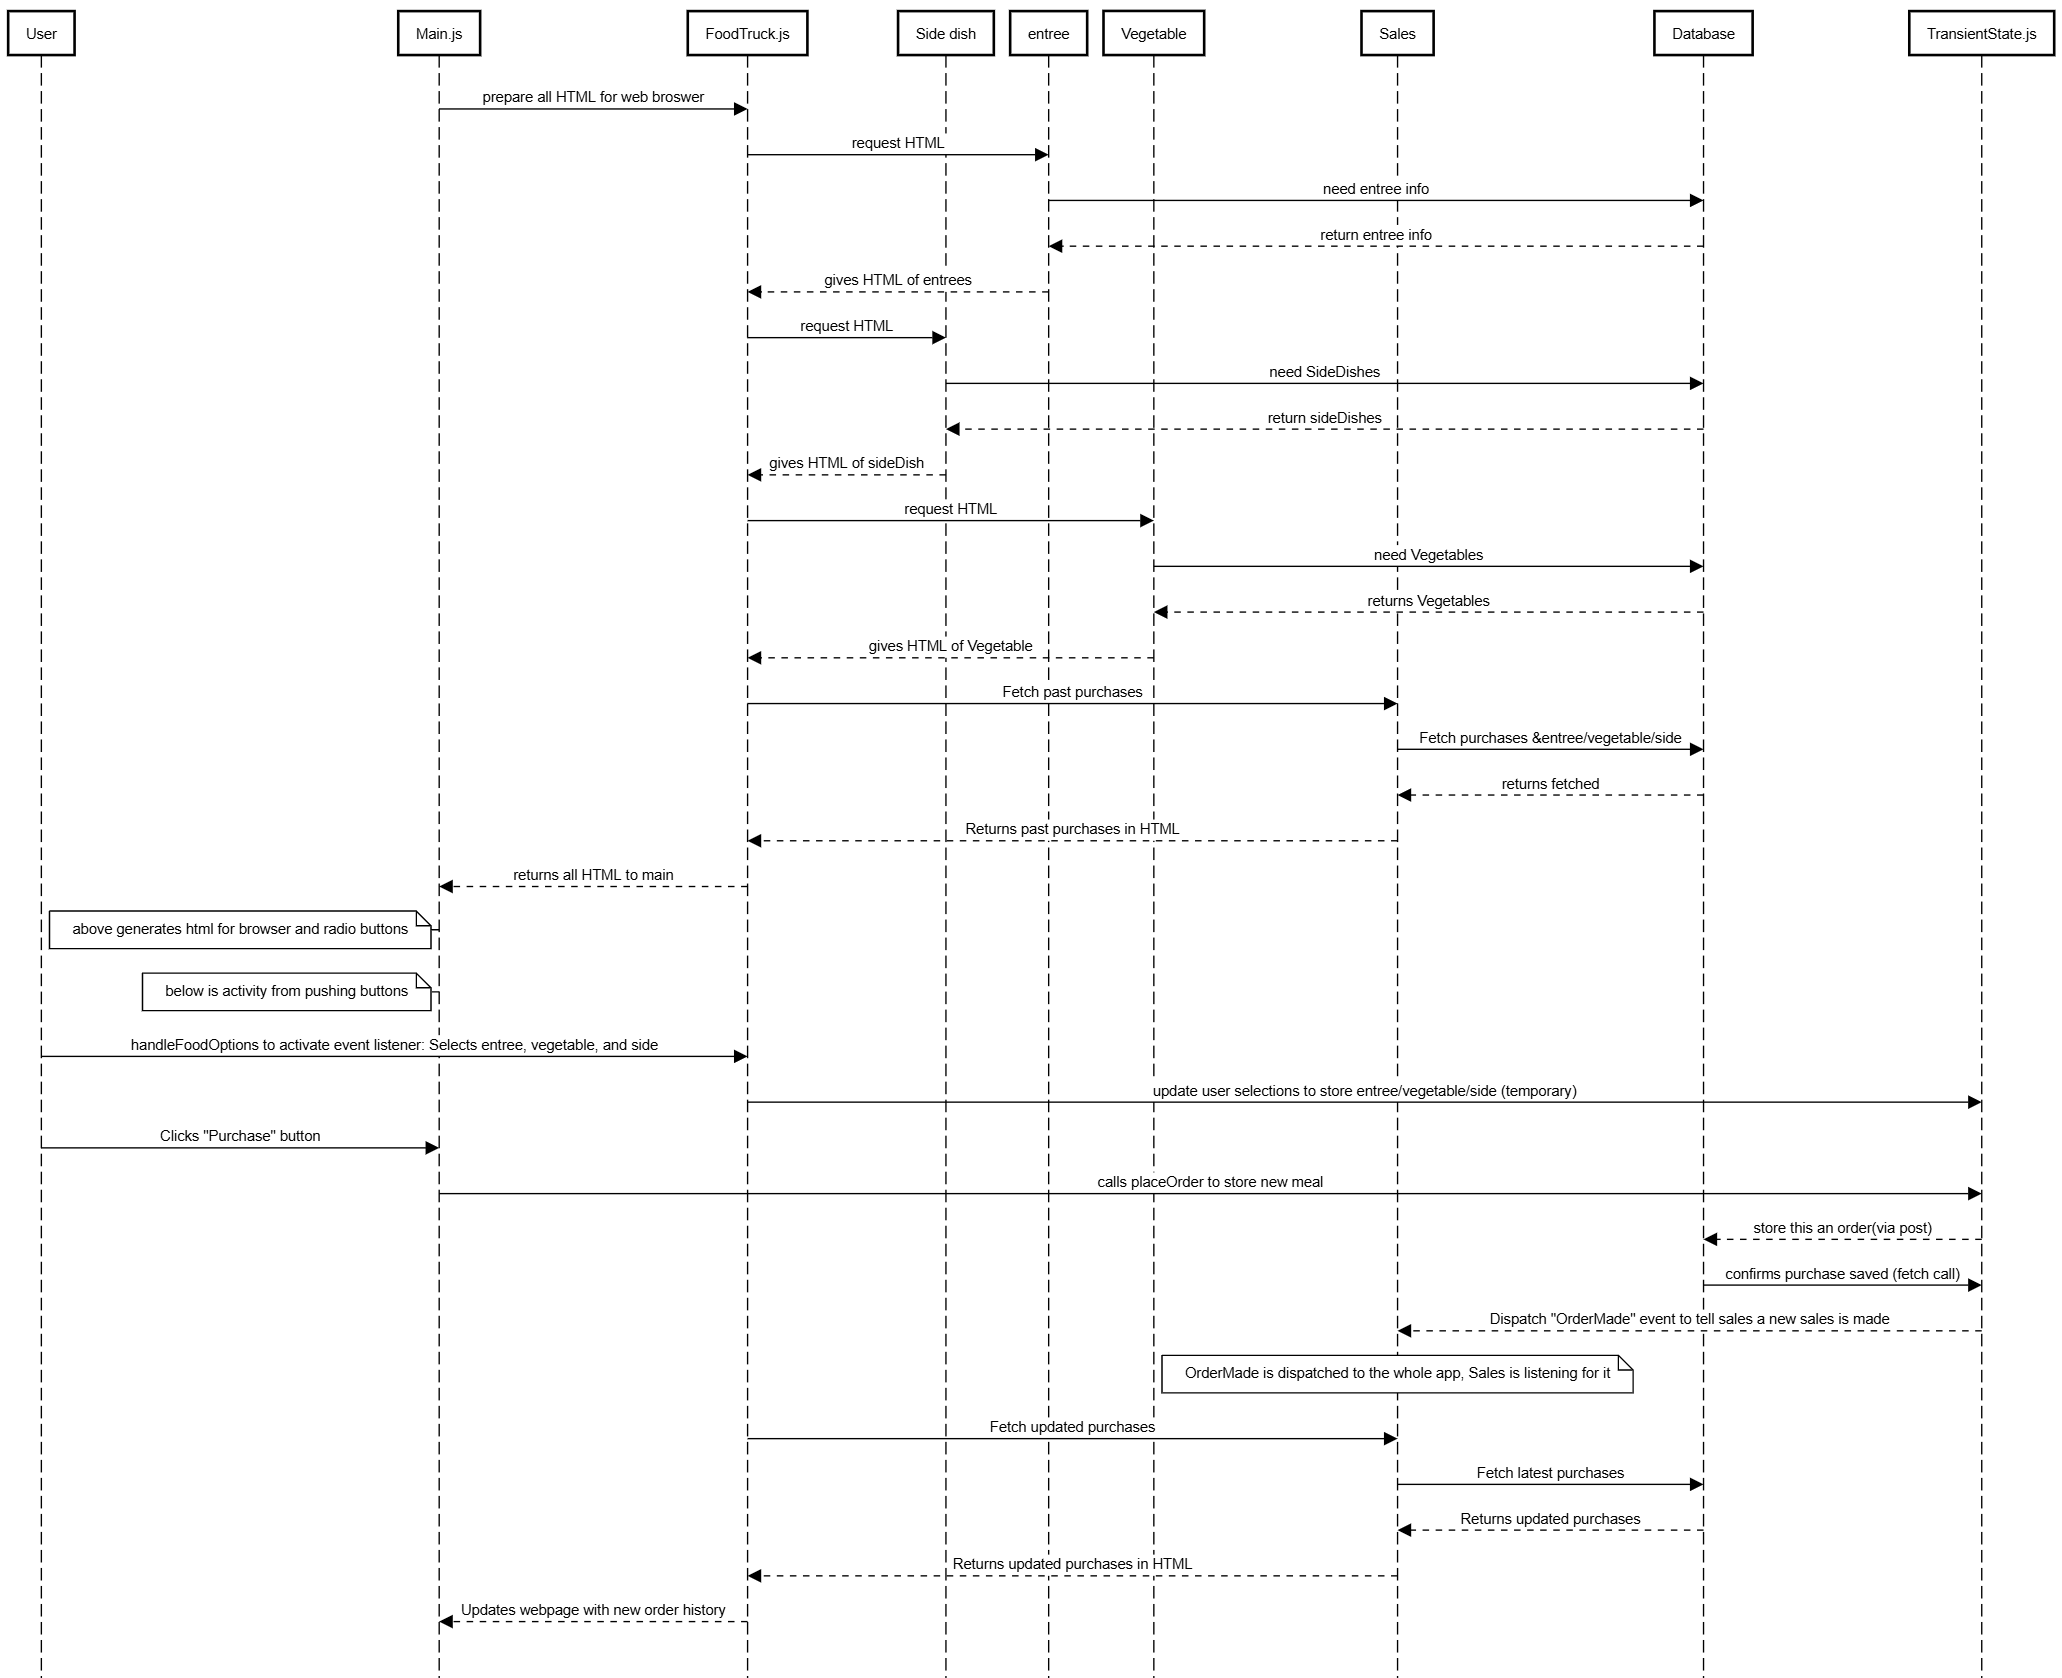 User
Main.js
FoodTruck.js
Side dish
entree
Vegetable
Sales
Database
TransientState.js
prepare all HTML for web broswer
request HTML
need entree info
return entree info
gives HTML of entrees
request HTML
need SideDishes
return sideDishes
gives HTML of sideDish
request HTML
need Vegetables
returns Vegetables
gives HTML of Vegetable
Fetch past purchases
Fetch purchases &entree/vegetable/side
returns fetched
Returns past purchases in HTML
returns all HTML to main
above generates html for browser and radio buttons
below is activity from pushing buttons
handleFoodOptions to activate event listener: Selects entree, vegetable, and side
update user selections to store entree/vegetable/side (temporary)
Clicks "Purchase" button
calls placeOrder to store new meal
store this an order(via post)
confirms purchase saved (fetch call)
Dispatch "OrderMade" event to tell sales a new sales is made
OrderMade is dispatched to the whole app, Sales is listening for it
Fetch updated purchases
Fetch latest purchases
Returns updated purchases
Returns updated purchases in HTML
Updates webpage with new order history